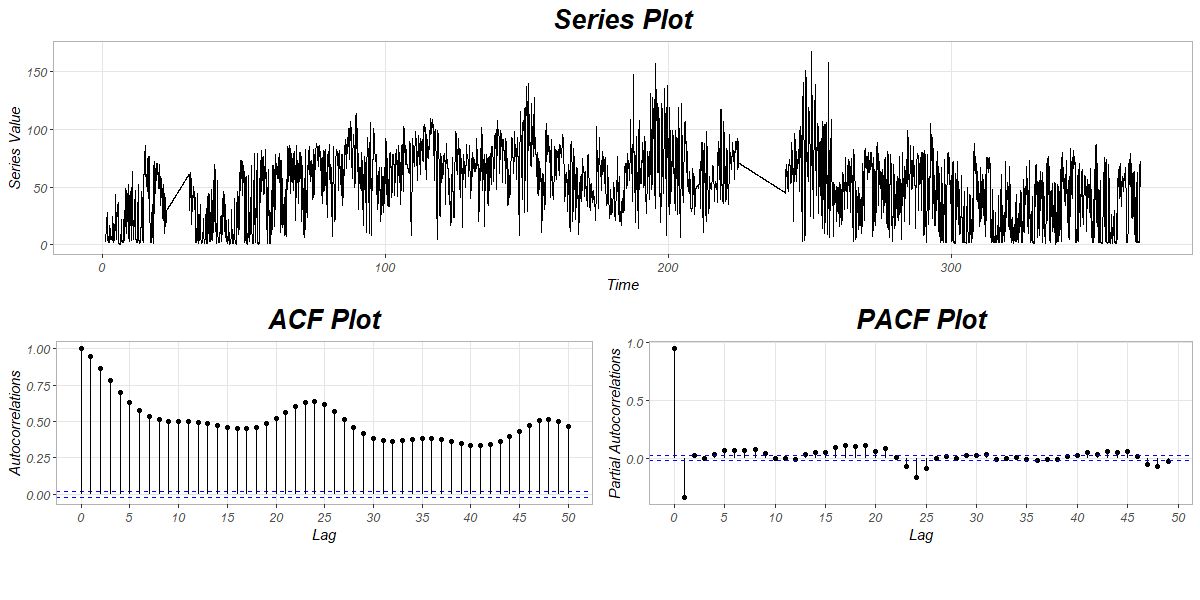 Series Plot
150
100
50
0
Series Value
0 100 200 300
Time
ACF Plot
1.00
0.75
0.50
0.25
0.00
Autocorrelations
0 5 10 15 20 25 30 35 40 45 50
Lag
PACF Plot
1.0
0.5
0.0
Partial Autocorrelations
0 5 10 15 20 25 30 35 40 45 50
Lag